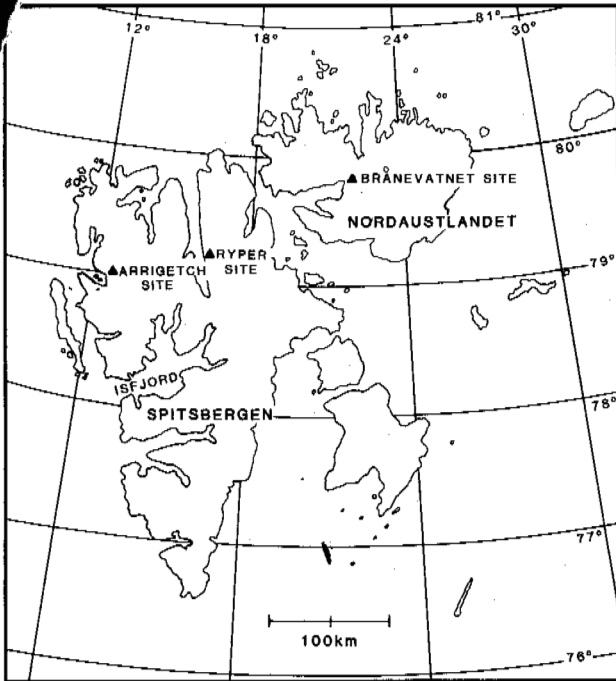 12°
18°
24°
81°
30°
80°
▲BRÅNEVATNET SITE
NORDAUSTLANDET
▲RYPER
SITE
79°
▲ARRIGETCH
SITE
ISFJORD
78°
SPITSBERGEN
77°
100km
76°